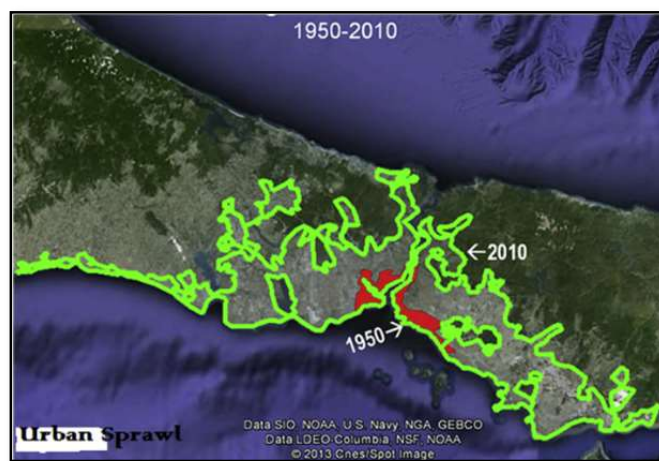 1950-2010
←2010
1950→
Urban Sprawl
Data SIO, NOAA, U.S. Navy, NGA, GEBCO
Data LDEO-Columbia, NSF, NOAA
© 2013 Cnes/Spot Image